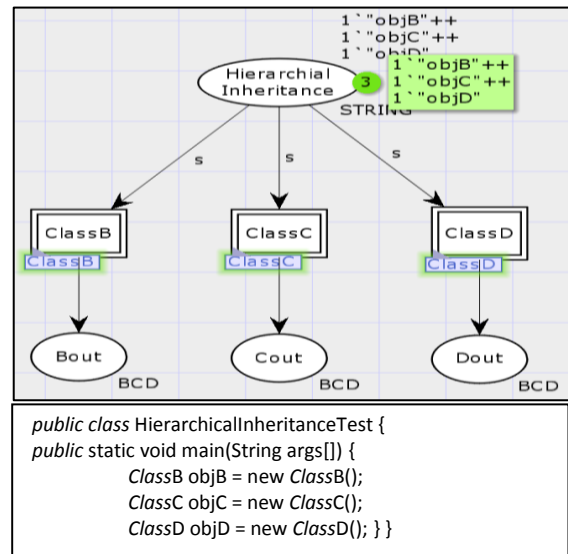 1`"objB"++
1`"objC"++
1`"objD"
Hierarchial
Inheritance
3
1`"objB"++
1`"objC"++
1`"objD"
STRING
s
s
s
ClassB
ClassC
ClassD
ClassB
ClassC
ClassD
Bout
Cout
Dout
BCD
BCD
BCD
public class HierarchicalInheritanceTest {
public static void main(String args[]) {
ClassB objB = new ClassB();
ClassC objC = new ClassC();
ClassD objD = new ClassD(); } }